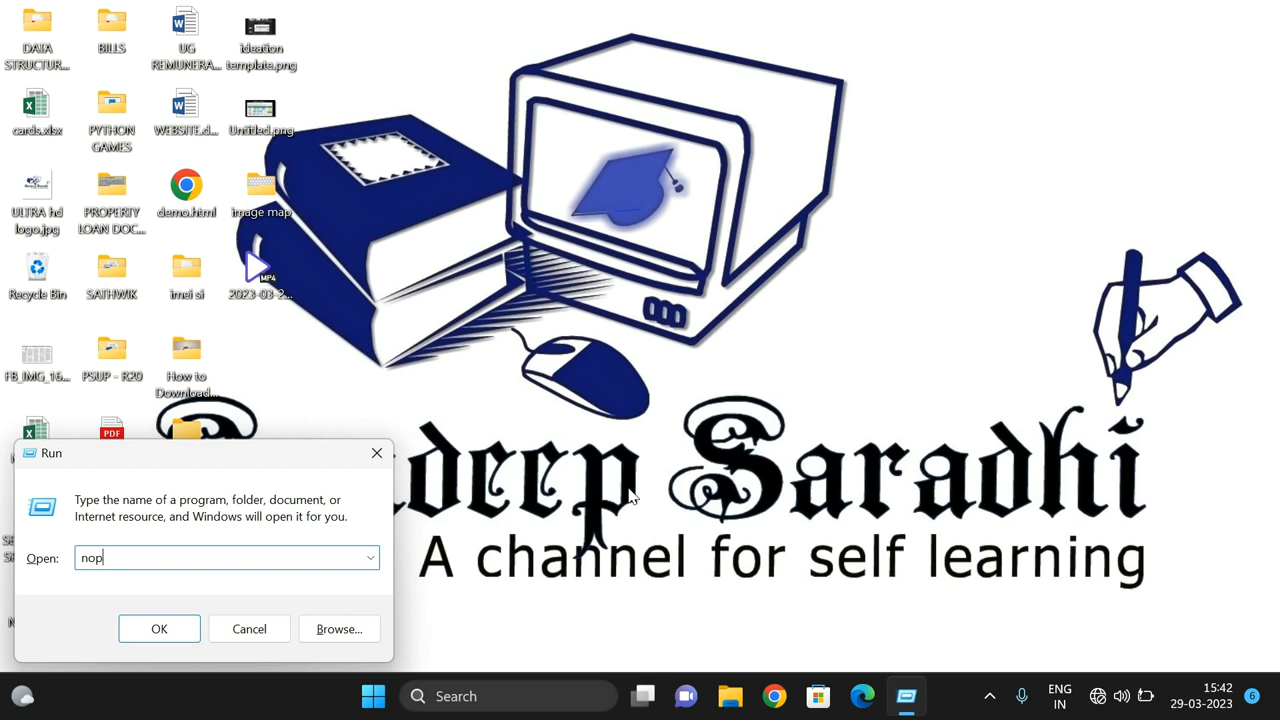 DATA
STRUCTUR...
BILLS
UG
REMUNERA...
ideation
template.png
cards.xlsx
PYTHON
GAMES
WEBSITE.d...
Untitled.png
ULTRA hd
logo.jpg
PROPERTY
LOAN DOC...
demo.html
image map
Recycle Bin
SATHWIK
imei si
MP4
2023-03-2...
FB_IMG_16...
PSUP - R20
How to
Download...
PDF
deep Saradhi
A channel for self learning
Run
Type the name of a program, folder, document, or
Internet resource, and Windows will open it for you.
Open:
nop
OK
Cancel
Browse...
Search
ENG
IN
15:42
29-03-2023
6